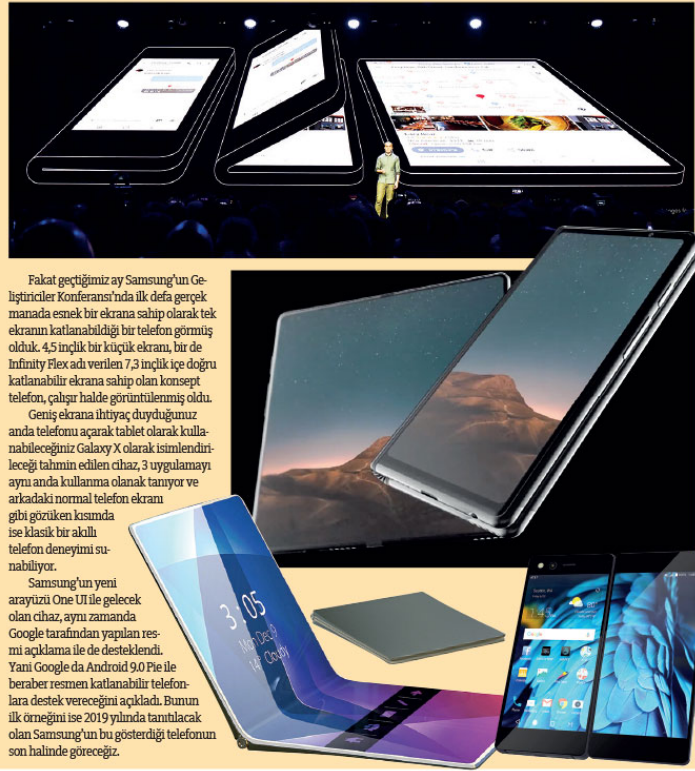 Fakat geçtiğimiz ay Samsung'un Ge-
liştiriciler Konferansı'nda ilk defa gerçek
manada esnek bir ekrana sahip olarak tek
ekranın katlanabildiği bir telefon görmüş
olduk. 4,5 inçlik bir küçük ekranı, bir de
Infinity Flex adı verilen 7,3 inçlik içe doğru
katlanabilir ekrana sahip olan konsept
telefon, çalışır halde görüntülenmiş oldu.
Geniş ekrana ihtiyaç duyduğunuz
anda telefonu açarak tablet olarak kulla-
nabileceğiniz Galaxy X olarak isimlendiri-
leceği tahmin edilen cihaz, 3 uygulamayı
aynı anda kullanma olanak tanıyor ve
arkadaki normal telefon ekranı
gibi gözüken kısımda
ise klasik bir akıllı
telefon deneyimi su-
nabiliyor.
Samsung'un yeni
arayüzü One UI ile gelecek
olan cihaz, aynı zamanda
Google tarafından yapılan res-
mi açıklama ile de desteklendi.
Yani Google da Android 9.0 Pie ile
beraber resmen katlanabilir telefon-
lara destek vereceğini açıkladı. Bunun
ilk örneğini ise 2019 yılında tanıtılacak
olan Samsung'un bu gösterdiği telefonun
son halinde göreceğiz.
3:05
Mon Dec 9
14° Cloudy
Google